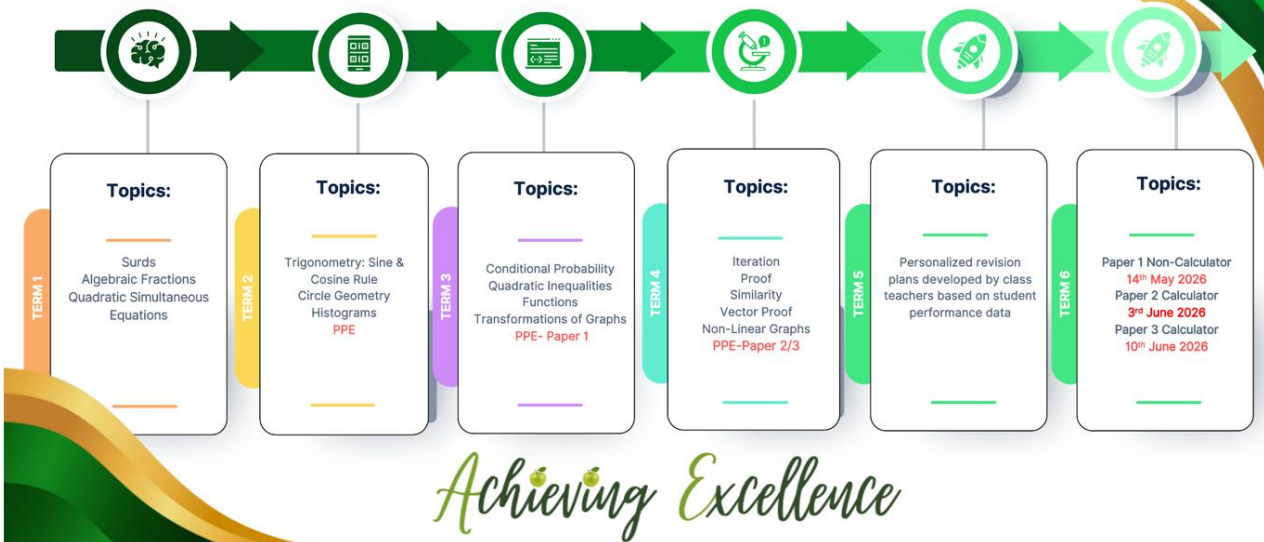 TERM 1
Topics:
Surds
Algebraic Fractions
Quadratic Simultaneous
Equations
TERM 2
Topics:
Trigonometry: Sine &
Cosine Rule
Circle Geometry
Histograms
PPE
TERM 3
Topics:
Conditional Probability
Quadratic Inequalities
Functions
Transformations of Graphs
PPE- Paper 1
TERM 4
Topics:
Iteration
Proof
Similarity
Vector Proof
Non-Linear Graphs
PPE-Paper 2/3
TERM 5
Topics:
Personalized revision
plans developed by class
teachers based on student
performance data
TERM 6
Topics:
Paper 1 Non-Calculator
14th May 2026
Paper 2 Calculator
3rd June 2026
Paper 3 Calculator
10th June 2026
Achieving Excellence